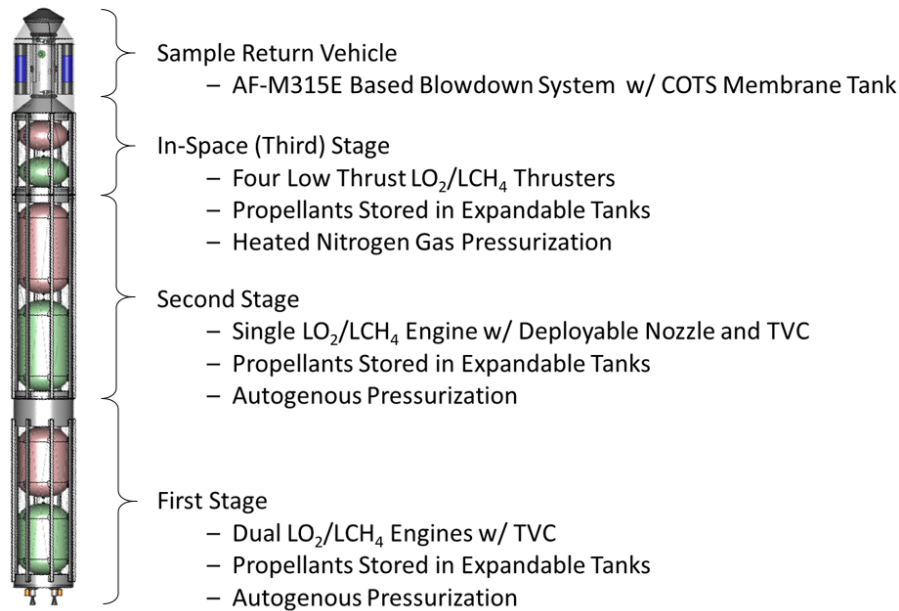 Sample Return Vehicle
– AF-M315E Based Blowdown System w/ COTS Membrane Tank
In-Space (Third) Stage
– Four Low Thrust LO₂/LCH₄ Thrusters
– Propellants Stored in Expandable Tanks
– Heated Nitrogen Gas Pressurization
Second Stage
– Single LO₂/LCH₄ Engine w/ Deployable Nozzle and TVC
– Propellants Stored in Expandable Tanks
– Autogenous Pressurization
First Stage
– Dual LO₂/LCH₄ Engines w/ TVC
– Propellants Stored in Expandable Tanks
– Autogenous Pressurization